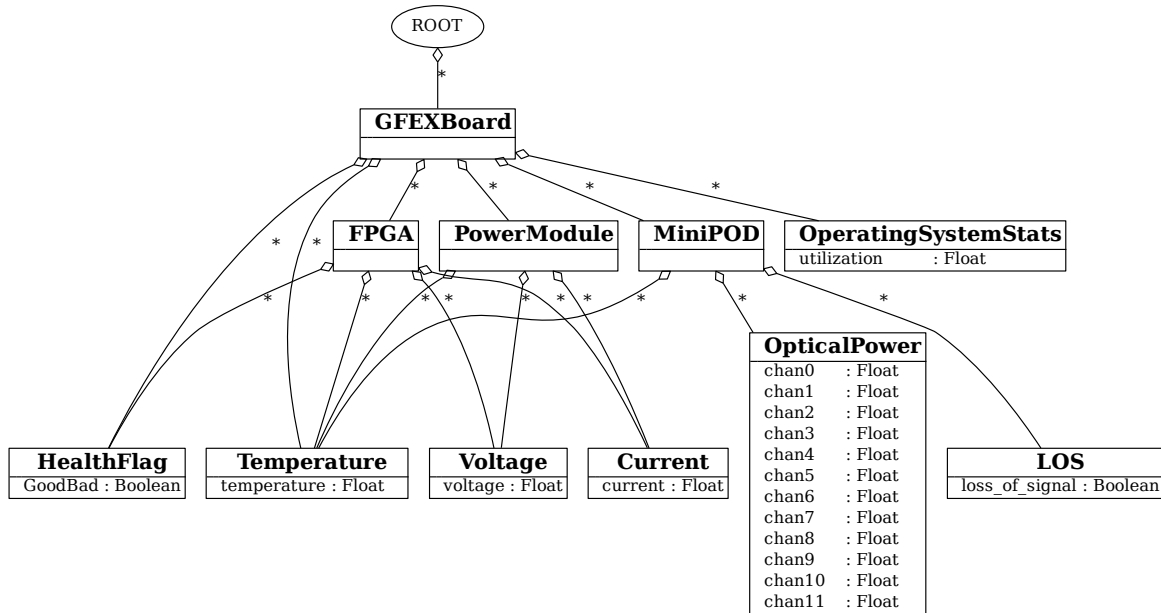 ROOT
*
GFEXBoard
* * * *
FPGA PowerModule MiniPOD OperatingSystemStats
utilization : Float
* *
* * * * * * * * * *
OpticalPower
chan0 : Float
chan1 : Float
chan2 : Float
chan3 : Float
chan4 : Float
chan5 : Float
chan6 : Float
chan7 : Float
chan8 : Float
chan9 : Float
chan10 : Float
chan11 : Float
HealthFlag Temperature Voltage Current LOS
GoodBad : Boolean temperature : Float voltage : Float current : Float loss_of_signal : Boolean